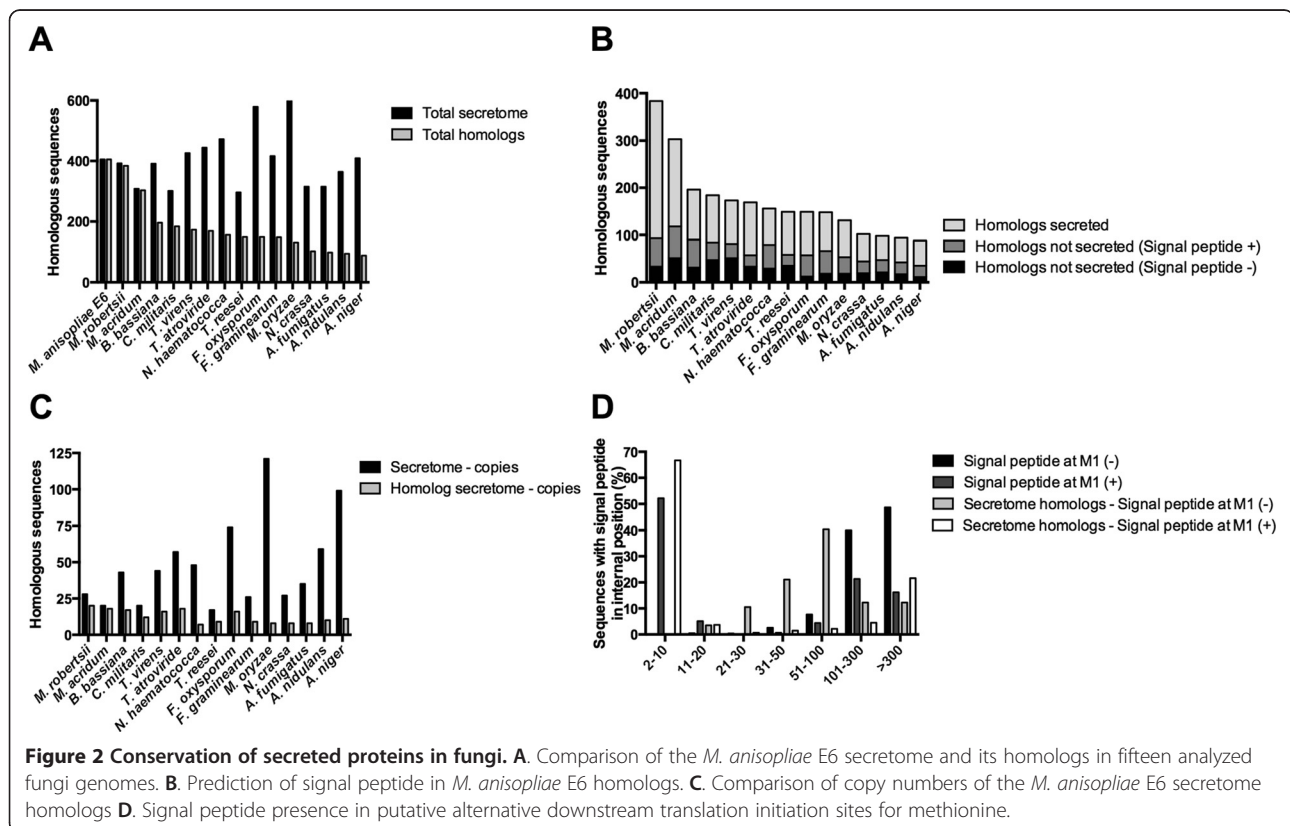 A
Homologous sequences
600
400
200
0
Total secretome
Total homologs
M. anisopliae E6
M. robertsii
M. acridum
B. bassiana
C. militaris
T. virens
T. atroviride
N. haematococca
T. reesei
F. oxysporum
F. graminearum
M. oryzae
N. crassa
A. fumigatus
A. nidulans
A. niger
B
Homologous sequences
400
300
200
100
0
Homologs secreted
Homologs not secreted (Signal peptide +)
Homologs not secreted (Signal peptide -)
M. robertsii
M. acridum
B. bassiana
C. militaris
T. virens
T. atroviride
N. haematococca
T. reesei
F. oxysporum
F. graminearum
M. oryzae
N. crassa
A. fumigatus
A. nidulans
A. niger
C
Homologous sequences
125
100
75
50
25
0
Secretome - copies
Homolog secretome - copies
M. robertsii
M. acridum
B. bassiana
C. militaris
T. virens
T. atroviride
N. haematococca
T. reesei
F. oxysporum
F. graminearum
M. oryzae
N. crassa
A. fumigatus
A. nidulans
A. niger
D
Sequences with signal peptide
in internal position (%)
70
60
50
40
30
20
10
0
Signal peptide at M1 (-)
Signal peptide at M1 (+)
Secretome homologs - Signal peptide at M1 (-)
Secretome homologs - Signal peptide at M1 (+)
2-10
11-20
21-30
31-50
51-100
101-300
>300
Figure 2 Conservation of secreted proteins in fungi. A. Comparison of the M. anisopliae E6 secretome and its homologs in fifteen analyzed
fungi genomes. B. Prediction of signal peptide in M. anisopliae E6 homologs. C. Comparison of copy numbers of the M. anisopliae E6 secretome
homologs D. Signal peptide presence in putative alternative downstream translation initiation sites for methionine.